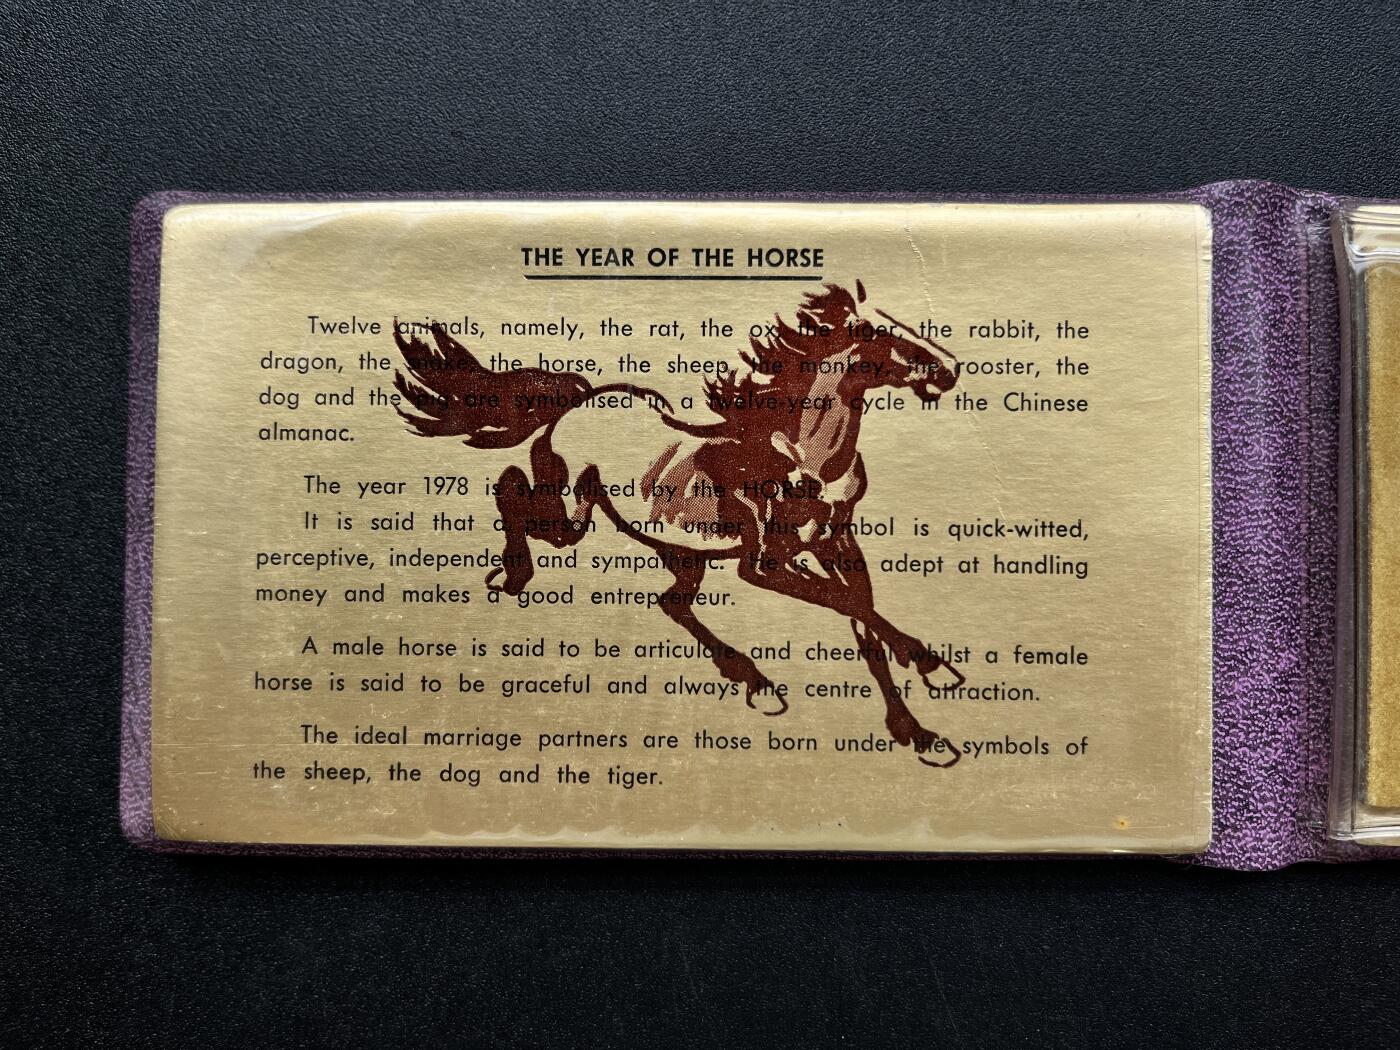 THE YEAR OF THE HORSE
Twelve animals, namely, the rat, the ox, the tiger, the rabbit, the
dragon, the snake, the horse, the sheep, the monkey, the rooster, the
dog and the pig are symbolised in a twelve-year cycle in the Chinese
almanac.
The year 1978 is symbolised by the HORSE.
It is said that a person born under this symbol is quick-witted,
perceptive, independent and sympathetic. He is also adept at handling
money and makes a good entrepreneur.
A male horse is said to be articulate and cheerful whilst a female
horse is said to be graceful and always the centre of attraction.
The ideal marriage partners are those born under the symbols of
the sheep, the dog and the tiger.